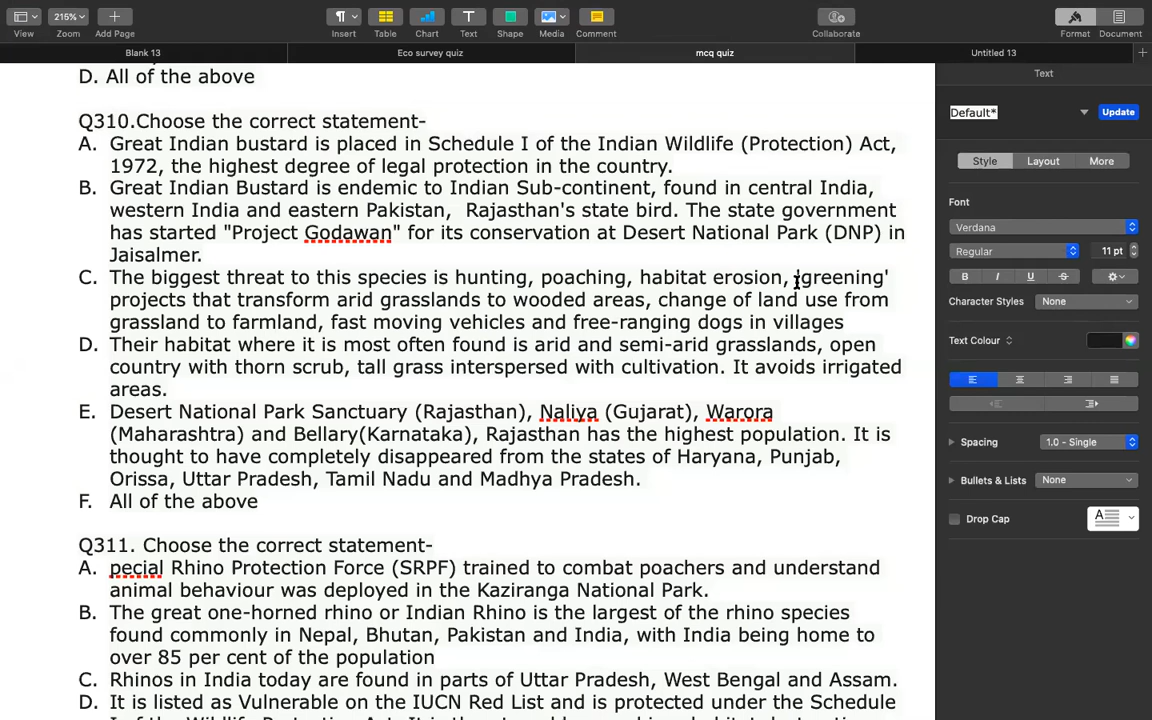 215%
View
Zoom
Add Page
Insert
Table
Chart
Text
Shape
Media
Comment
Collaborate
Format
Document
Blank 13
Eco survey quiz
mcq quiz
Untitled 13
D. All of the above
Q310.Choose the correct statement-
A. Great Indian bustard is placed in Schedule I of the Indian Wildlife (Protection) Act,
1972, the highest degree of legal protection in the country.
B. Great Indian Bustard is endemic to Indian Sub-continent, found in central India,
western India and eastern Pakistan, Rajasthan's state bird. The state government
has started "Project Godawan" for its conservation at Desert National Park (DNP) in
Jaisalmer.
C. The biggest threat to this species is hunting, poaching, habitat erosion, 'greening'
projects that transform arid grasslands to wooded areas, change of land use from
grassland to farmland, fast moving vehicles and free-ranging dogs in villages
D. Their habitat where it is most often found is arid and semi-arid grasslands, open
country with thorn scrub, tall grass interspersed with cultivation. It avoids irrigated
areas.
E. Desert National Park Sanctuary (Rajasthan), Naliya (Gujarat), Warora
(Maharashtra) and Bellary(Karnataka), Rajasthan has the highest population. It is
thought to have completely disappeared from the states of Haryana, Punjab,
Orissa, Uttar Pradesh, Tamil Nadu and Madhya Pradesh.
F. All of the above
Q311. Choose the correct statement-
A. pecial Rhino Protection Force (SRPF) trained to combat poachers and understand
animal behaviour was deployed in the Kaziranga National Park.
B. The great one-horned rhino or Indian Rhino is the largest of the rhino species
found commonly in Nepal, Bhutan, Pakistan and India, with India being home to
over 85 per cent of the population
C. Rhinos in India today are found in parts of Uttar Pradesh, West Bengal and Assam.
D. It is listed as Vulnerable on the IUCN Red List and is protected under the Schedule
Text
Default*
Update
Style
Layout
More
Font
Verdana
Regular
11 pt
B
I
U
S
Character Styles
None
Text Colour
Spacing
1.0 - Single
Bullets & Lists
None
Drop Cap
A